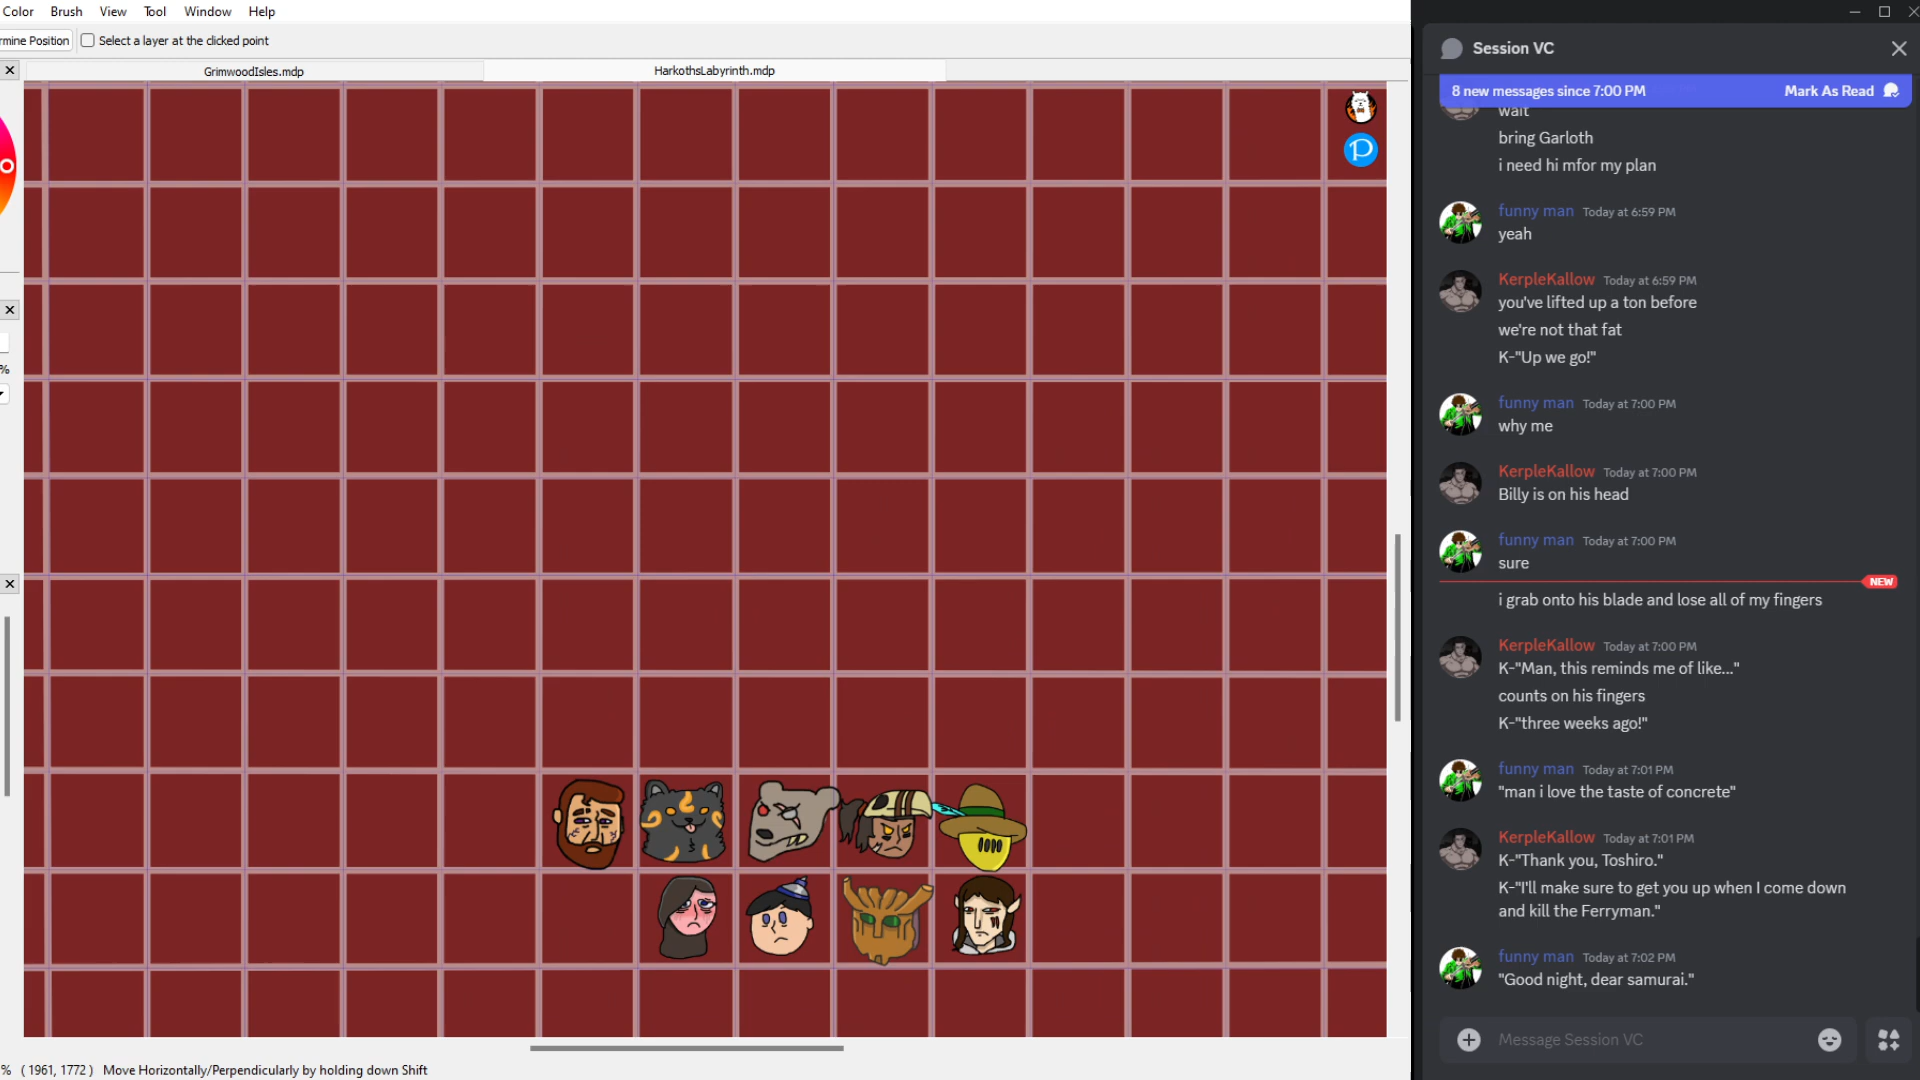 Color Brush View Tool Window Help
rmine Position Select a layer at the clicked point
GrimwoodIsles.mdp HarkothsLabyrinth.mdp
%
% ( 1961, 1772 ) Move Horizontally/Perpendicularly by holding down Shift
Session VC
8 new messages since 7:00 PM Mark As Read
wait
bring Garloth
i need hi mfor my plan
funny man Today at 6:59 PM
yeah
KerpleKallow Today at 6:59 PM
you've lifted up a ton before
we're not that fat
K-"Up we go!"
funny man Today at 7:00 PM
why me
KerpleKallow Today at 7:00 PM
Billy is on his head
funny man Today at 7:00 PM
sure
NEW
i grab onto his blade and lose all of my fingers
KerpleKallow Today at 7:00 PM
K-"Man, this reminds me of like..."
counts on his fingers
K-"three weeks ago!"
funny man Today at 7:01 PM
"man i love the taste of concrete"
KerpleKallow Today at 7:01 PM
K-"Thank you, Toshiro."
K-"I'll make sure to get you up when I come down
and kill the Ferryman."
funny man Today at 7:02 PM
"Good night, dear samurai."
Message Session VC